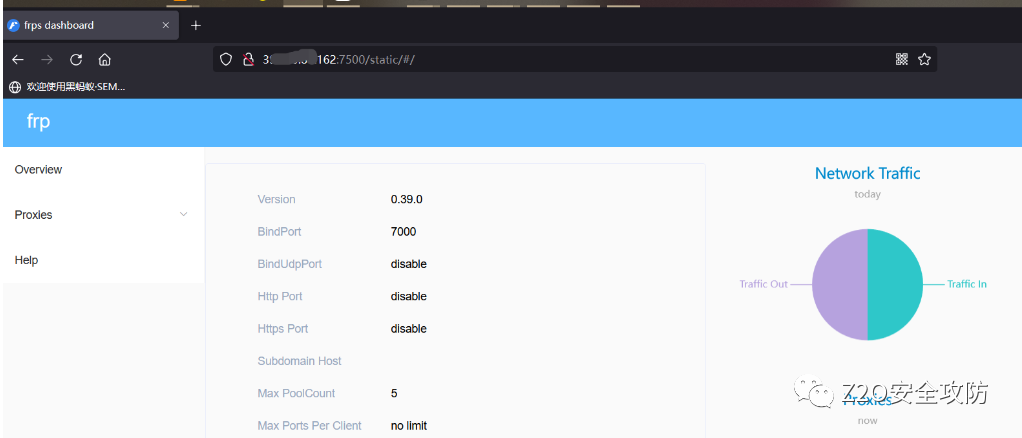 frps dashboard
162:7500/static/#/
欢迎使用黑蚂蚁-SEM...
frp
Overview
Proxies
Help
Version 0.39.0
BindPort 7000
BindUdpPort disable
Http Port disable
Https Port disable
Subdomain Host
Max PoolCount 5
Max Ports Per Client no limit
Network Traffic
today
Traffic Out
Traffic In
Proxies
now
Z2O安全攻防